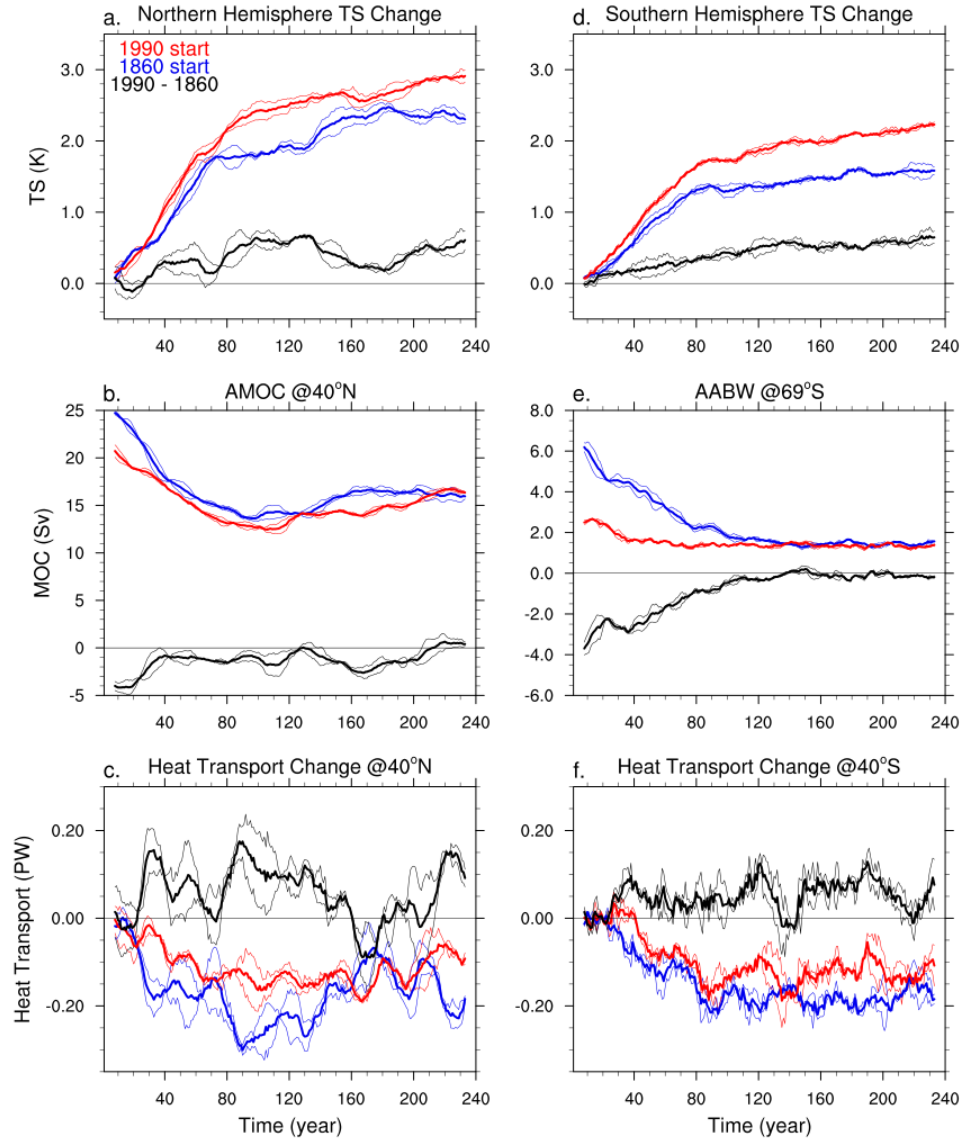 a. Northern Hemisphere TS Change
1990 start
1860 start
1990 - 1860
TS (K)
3.0
2.0
1.0
0.0
40 80 120 160 200 240
d. Southern Hemisphere TS Change
3.0
2.0
1.0
0.0
40 80 120 160 200 240
b. AMOC @40°N
MOC (Sv)
25
20
15
10
5
0
-5
40 80 120 160 200 240
e. AABW @69°S
8.0
6.0
4.0
2.0
0.0
-2.0
-4.0
-6.0
40 80 120 160 200 240
c. Heat Transport Change @40°N
Heat Transport (PW)
0.20
0.00
-0.20
40 80 120 160 200 240
Time (year)
f. Heat Transport Change @40°S
0.20
0.00
-0.20
40 80 120 160 200 240
Time (year)